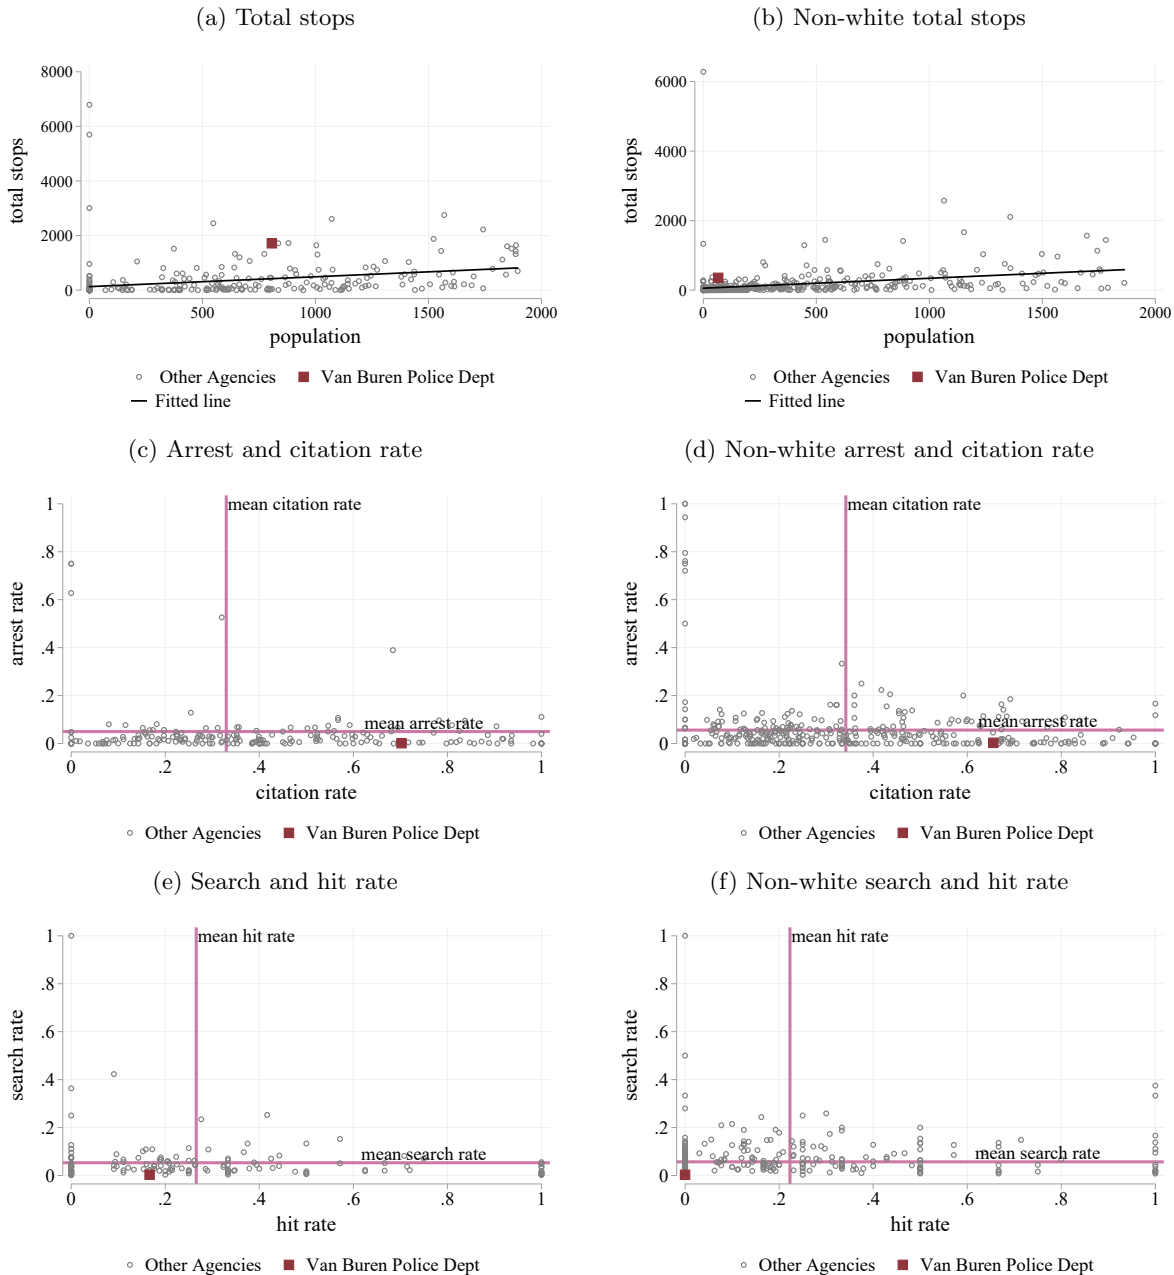 (a) Total stops
(b) Non-white total stops
8000
6000
4000
2000
0
total stops
0 500 1000 1500 2000
population
Other Agencies Van Buren Police Dept
Fitted line
6000
4000
2000
0
total stops
0 500 1000 1500 2000
population
Other Agencies Van Buren Police Dept
Fitted line
(c) Arrest and citation rate
(d) Non-white arrest and citation rate
1
.8
.6
.4
.2
0
arrest rate
mean citation rate
mean arrest rate
0 .2 .4 .6 .8 1
citation rate
Other Agencies Van Buren Police Dept
1
.8
.6
.4
.2
0
arrest rate
mean citation rate
mean arrest rate
0 .2 .4 .6 .8 1
citation rate
Other Agencies Van Buren Police Dept
(e) Search and hit rate
(f) Non-white search and hit rate
1
.8
.6
.4
.2
0
search rate
mean hit rate
mean search rate
0 .2 .4 .6 .8 1
hit rate
Other Agencies Van Buren Police Dept
1
.8
.6
.4
.2
0
search rate
mean hit rate
mean search rate
0 .2 .4 .6 .8 1
hit rate
Other Agencies Van Buren Police Dept